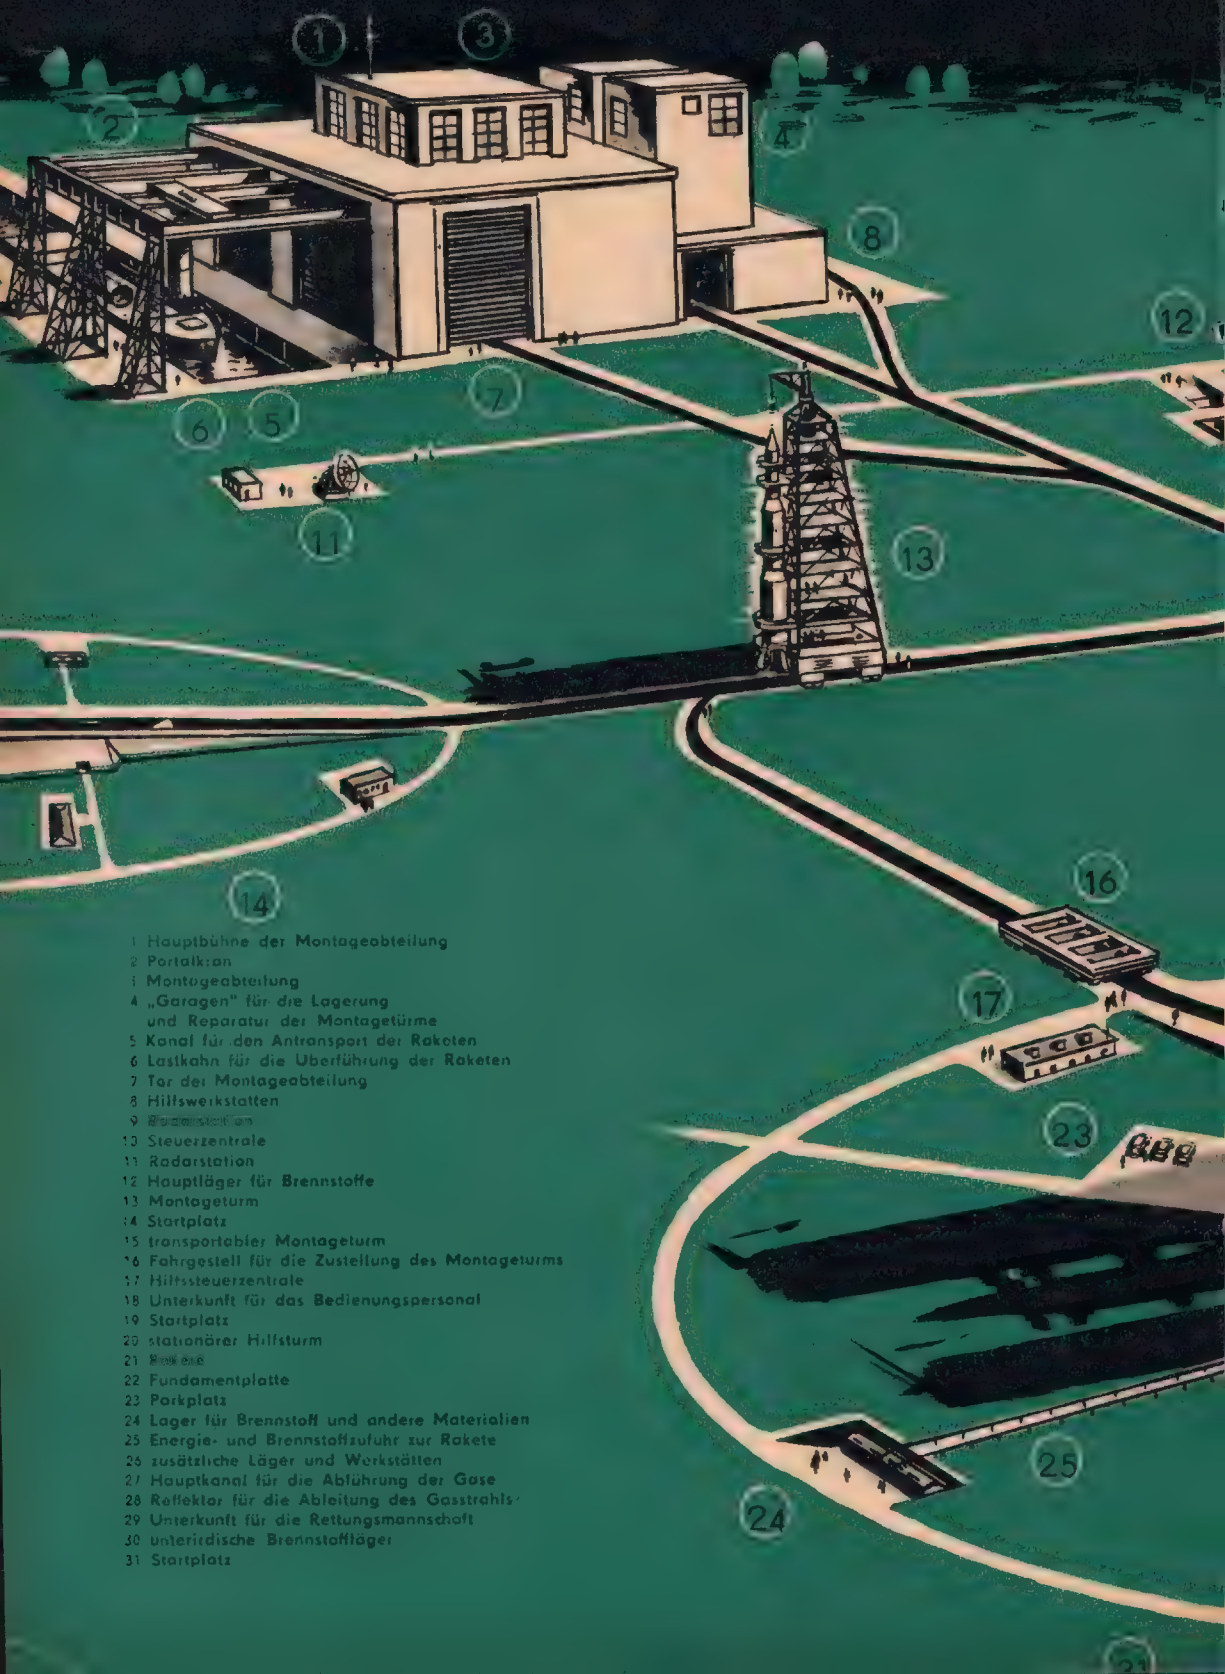 1
3
2
4
8
12
7
6
5
11
13
14
16
17
23
25
24
31
1 Hauptbühne der Montageabteilung
2 Portalkran
3 Montageabteilung
4 „Garagen“ für die Lagerung
und Reparatur der Montagetürme
5 Kanal für den Antransport der Raketen
6 Lastkahn für die Überführung der Raketen
7 Tor der Montageabteilung
8 Hilfswerkstätten
9
10 Steuerzentrale
11 Radarstation
12 Hauptläger für Brennstoffe
13 Montageturm
14 Startplatz
15 transportabler Montageturm
16 Fahrgestell für die Zustellung des Montageturms
17 Hilfssteuerzentrale
18 Unterkunft für das Bedienungspersonal
19 Startplatz
20 stationärer Hilfsturm
21
22 Fundamentplatte
23 Parkplatz
24 Lager für Brennstoff und andere Materialien
25 Energie- und Brennstoffzufuhr zur Rakete
26 zusätzliche Läger und Werkstätten
27 Hauptkanal für die Abführung der Gase
28 Reflektor für die Ableitung des Gasstrahls
29 Unterkunft für die Rettungsmannschaft
30 unterirdische Brennstoffläger
31 Startplatz